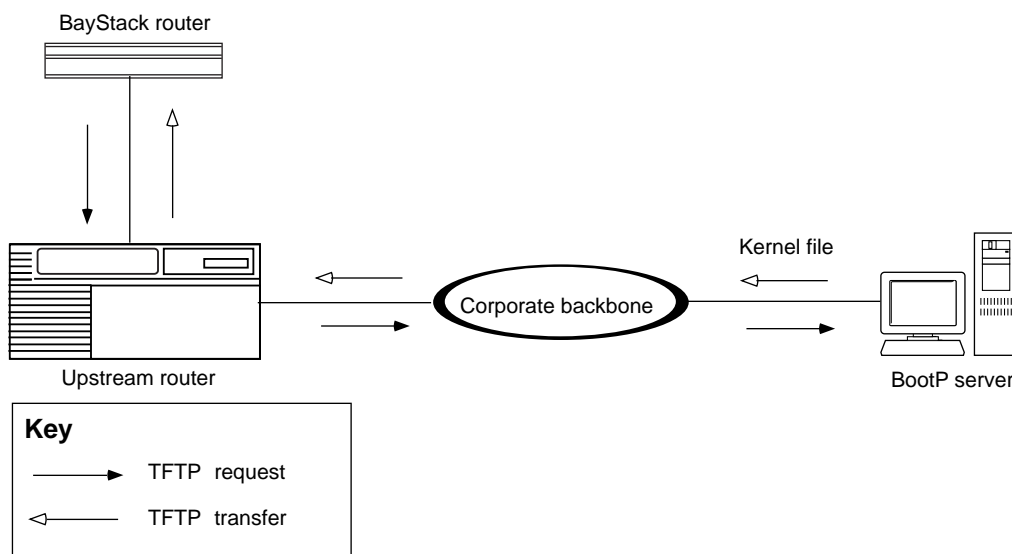 BayStack router
Kernel file
Corporate backbone
Upstream router
BootP server
Key
TFTP request
TFTP transfer